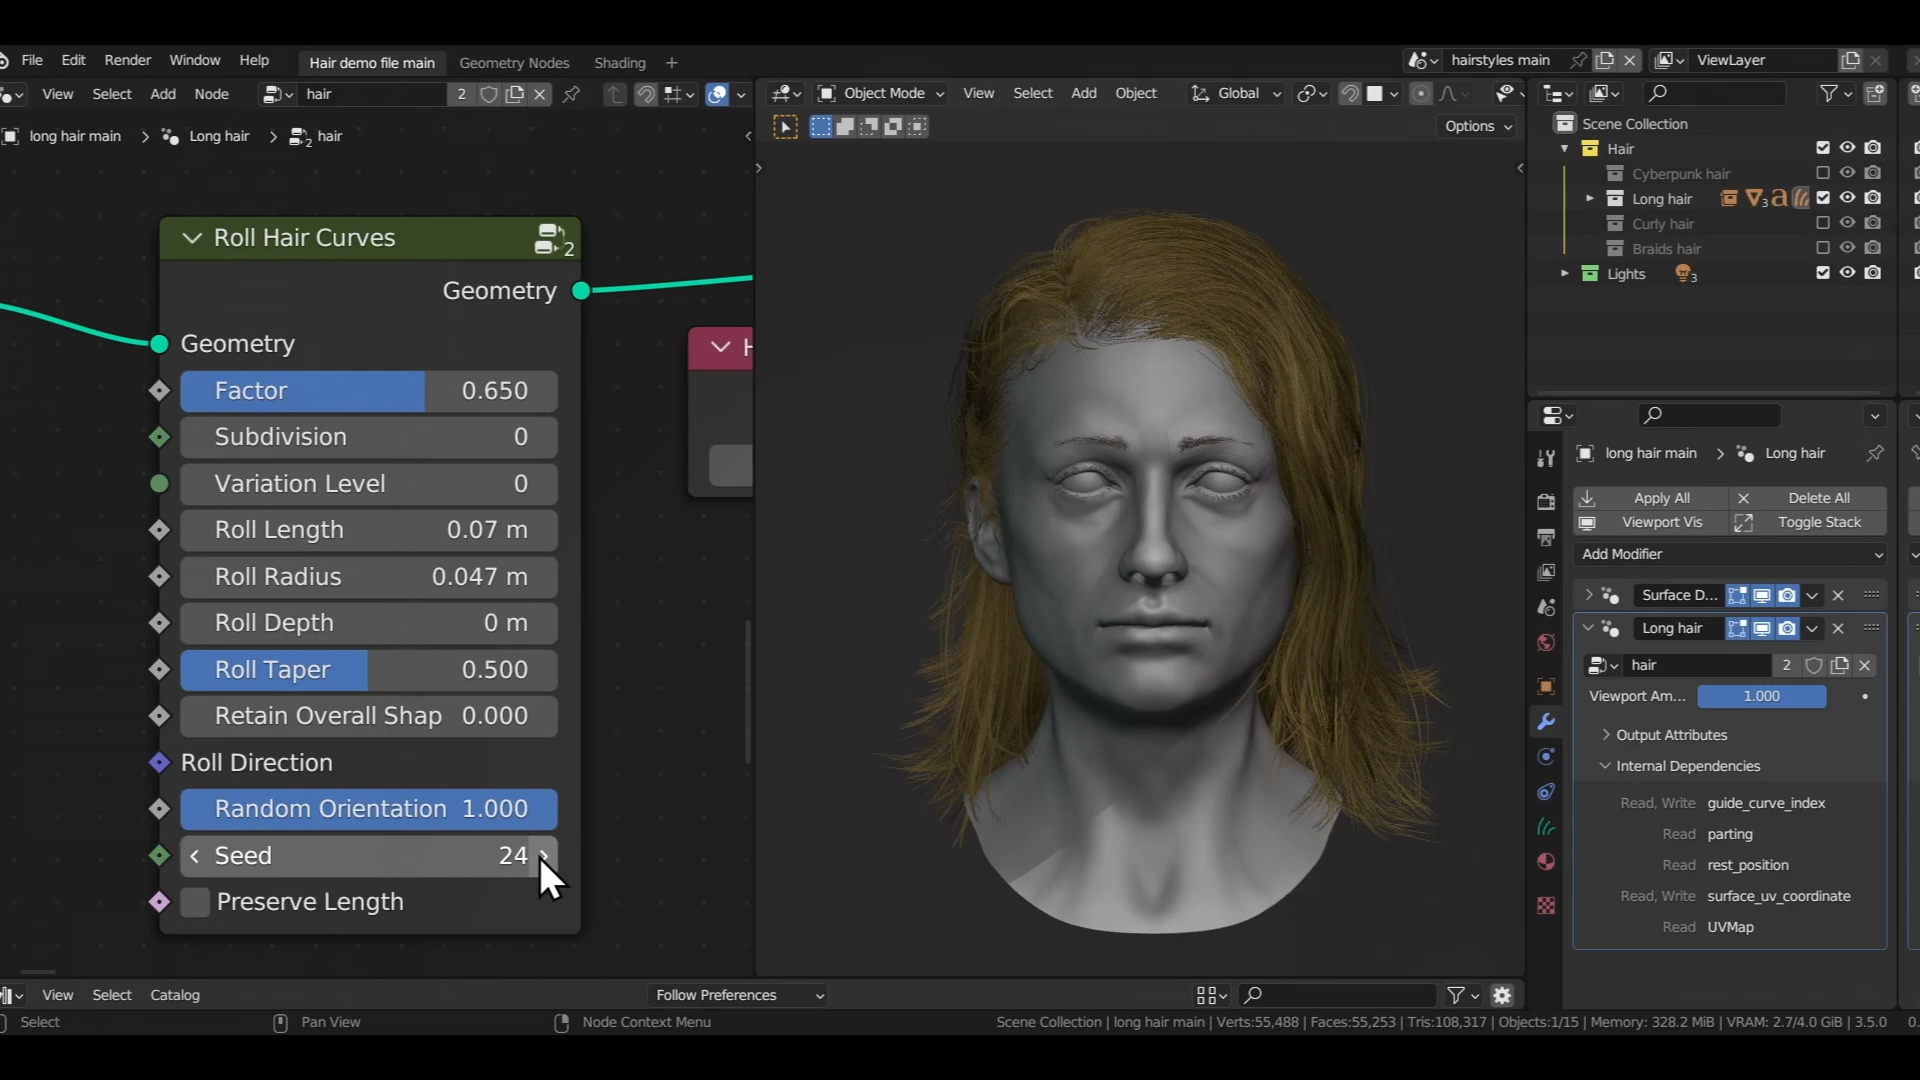 File Edit Render Window Help Hair demo file main Geometry Nodes Shading + hairstyles main ViewLayer
View Select Add Node hair 2 Object Mode View Select Add Object Global
Options
long hair main > Long hair > hair
Roll Hair Curves 2
Geometry
Geometry
Factor 0.650
Subdivision 0
Variation Level 0
Roll Length 0.07 m
Roll Radius 0.047 m
Roll Depth 0 m
Roll Taper 0.500
Retain Overall Shap 0.000
Roll Direction
Random Orientation 1.000
Seed 24
Preserve Length
H
Scene Collection
Hair
Cyberpunk hair
Long hair 3 a
Curly hair
Braids hair
Lights 3
long hair main > Long hair
Apply All Delete All
Viewport Vis Toggle Stack
Add Modifier
Surface D...
Long hair
hair 2
Viewport Am... 1.000
Output Attributes
Internal Dependencies
Read, Write guide_curve_index
Read parting
Read rest_position
Read, Write surface_uv_coordinate
Read UVMap
View Select Catalog Follow Preferences
Select Pan View Node Context Menu Scene Collection | long hair main | Verts:55,488 | Faces:55,253 | Tris:108,317 | Objects:1/15 | Memory: 328.2 MiB | VRAM: 2.7/4.0 GiB | 3.5.0 0.